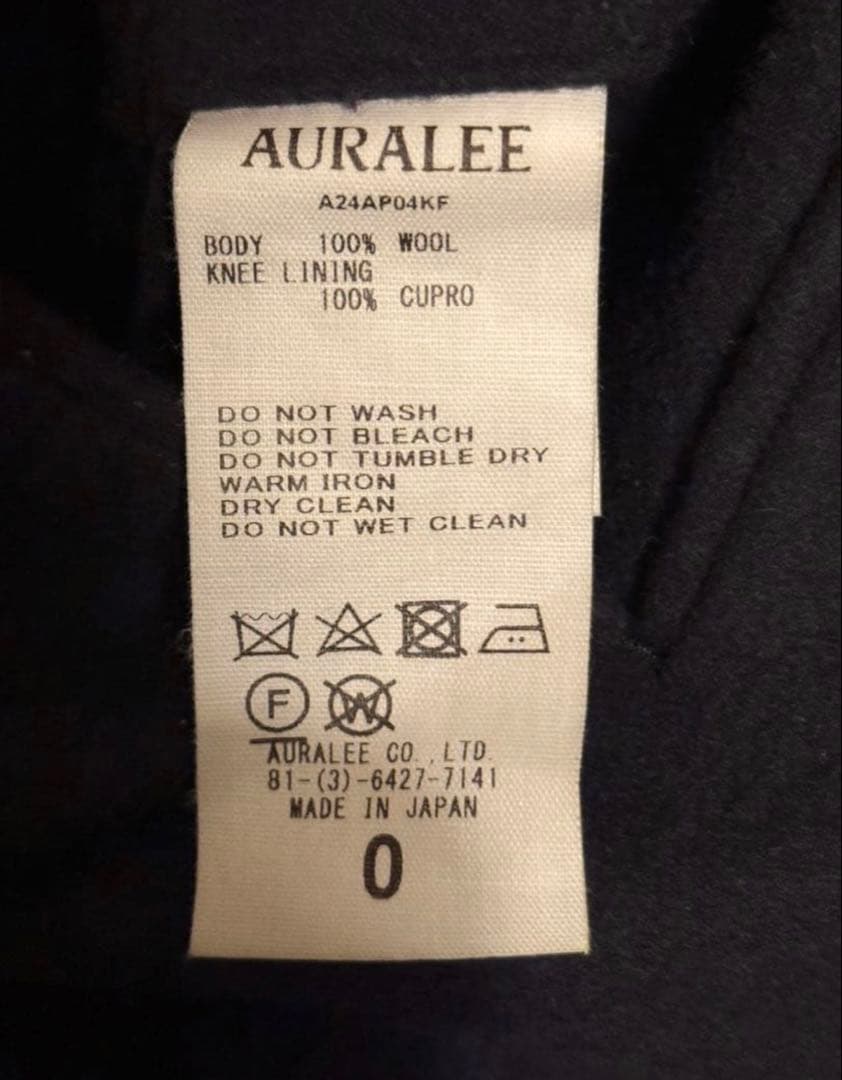 AURALEE
A24AP04KF
BODY 100% WOOL
KNEE LINING
100% CUPRO
DO NOT WASH
DO NOT BLEACH
DO NOT TUMBLE DRY
WARM IRON
DRY CLEAN
DO NOT WET CLEAN
F W
AURALEE CO.,LTD.
81-(3)-6427-7141
MADE IN JAPAN
0